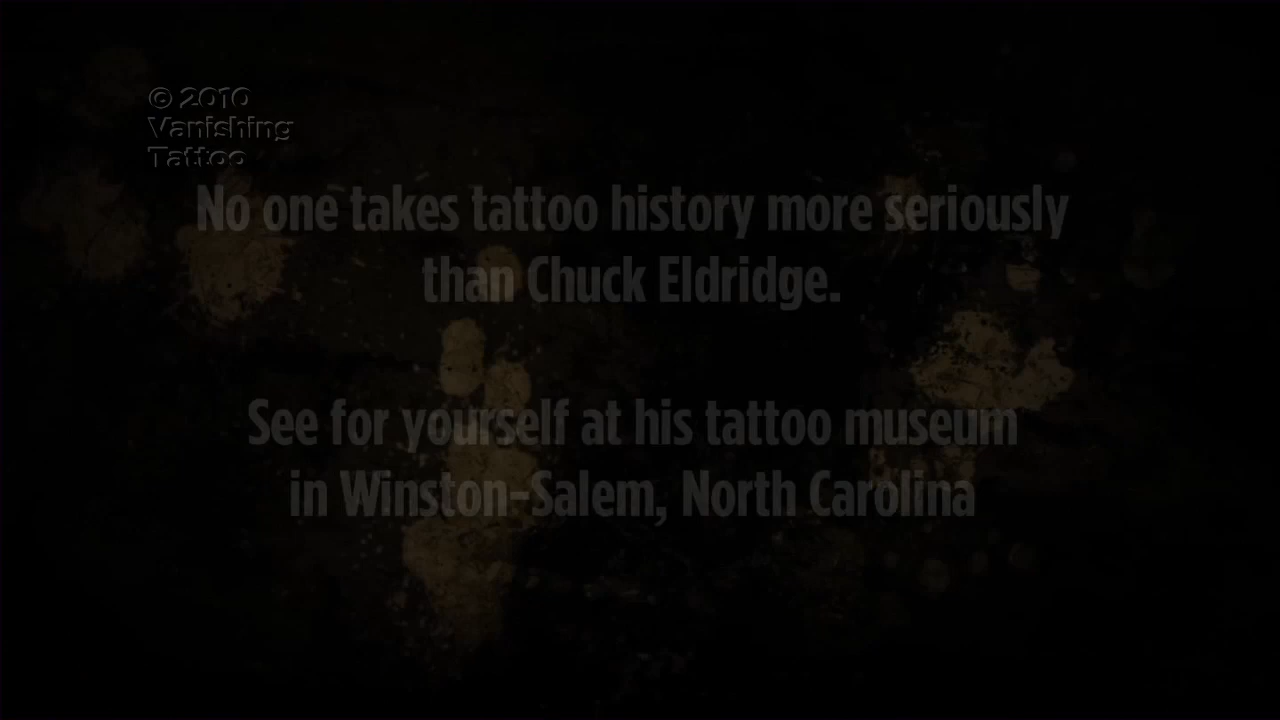 © 2010
Vanishing
Tattoo
No one takes tattoo history more seriously
than Chuck Eldridge.
See for yourself at his tattoo museum
in Winston-Salem, North Carolina